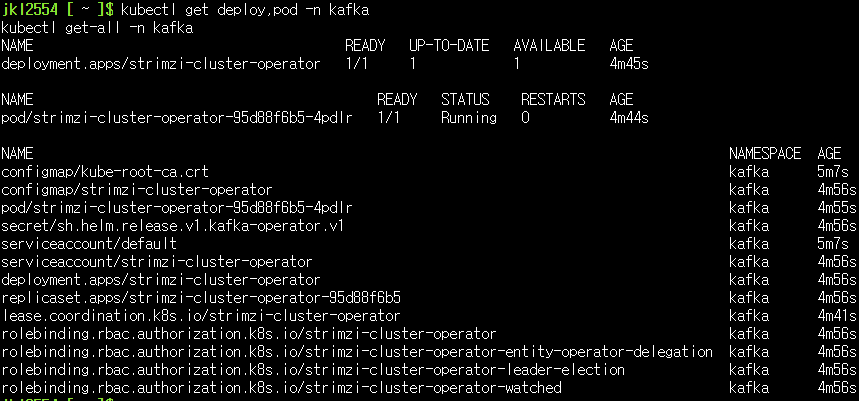 jkl2554 [ ~ ]$ kubectl get deploy,pod -n kafka
kubectl get-all -n kafka
NAME READY UP-TO-DATE AVAILABLE AGE
deployment.apps/strimzi-cluster-operator 1/1 1 1 4m45s
NAME READY STATUS RESTARTS AGE
pod/strimzi-cluster-operator-95d88f6b5-4pdlr 1/1 Running 0 4m44s
NAME NAMESPACE AGE
configmap/kube-root-ca.crt kafka 5m7s
configmap/strimzi-cluster-operator kafka 4m56s
pod/strimzi-cluster-operator-95d88f6b5-4pdlr kafka 4m55s
secret/sh.helm.release.v1.kafka-operator.v1 kafka 4m56s
serviceaccount/default kafka 5m7s
serviceaccount/strimzi-cluster-operator kafka 4m56s
deployment.apps/strimzi-cluster-operator kafka 4m56s
replicaset.apps/strimzi-cluster-operator-95d88f6b5 kafka 4m56s
lease.coordination.k8s.io/strimzi-cluster-operator kafka 4m41s
rolebinding.rbac.authorization.k8s.io/strimzi-cluster-operator kafka 4m56s
rolebinding.rbac.authorization.k8s.io/strimzi-cluster-operator-entity-operator-delegation kafka 4m56s
rolebinding.rbac.authorization.k8s.io/strimzi-cluster-operator-leader-election kafka 4m56s
rolebinding.rbac.authorization.k8s.io/strimzi-cluster-operator-watched kafka 4m56s
jkl2554 [ ~ ]$